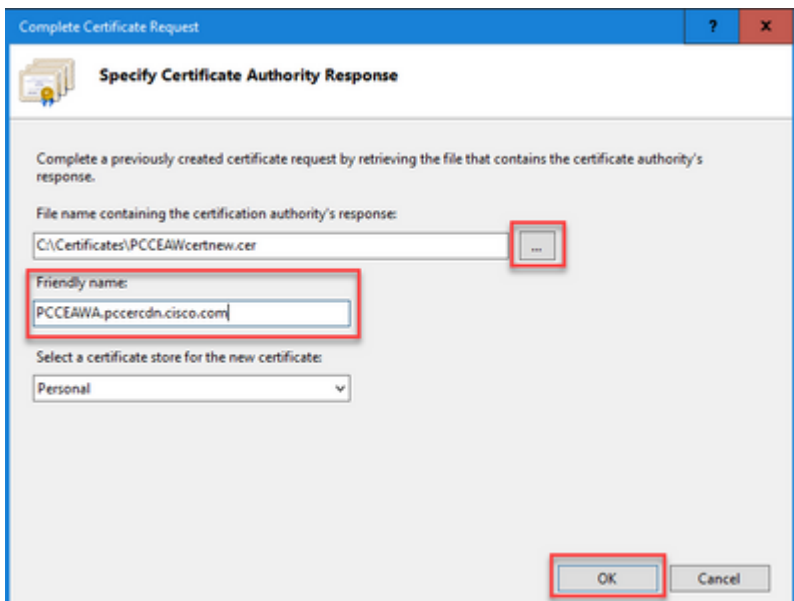 Complete Certificate Request
?
x
Specify Certificate Authority Response
Complete a previously created certificate request by retrieving the file that contains the certificate authority's
response.
File name containing the certification authority's response:
C:\Certificates\PCCEAWcertnew.cer
...
Friendly name:
PCCEAWA.pccercdn.cisco.com
Select a certificate store for the new certificate:
Personal
OK
Cancel